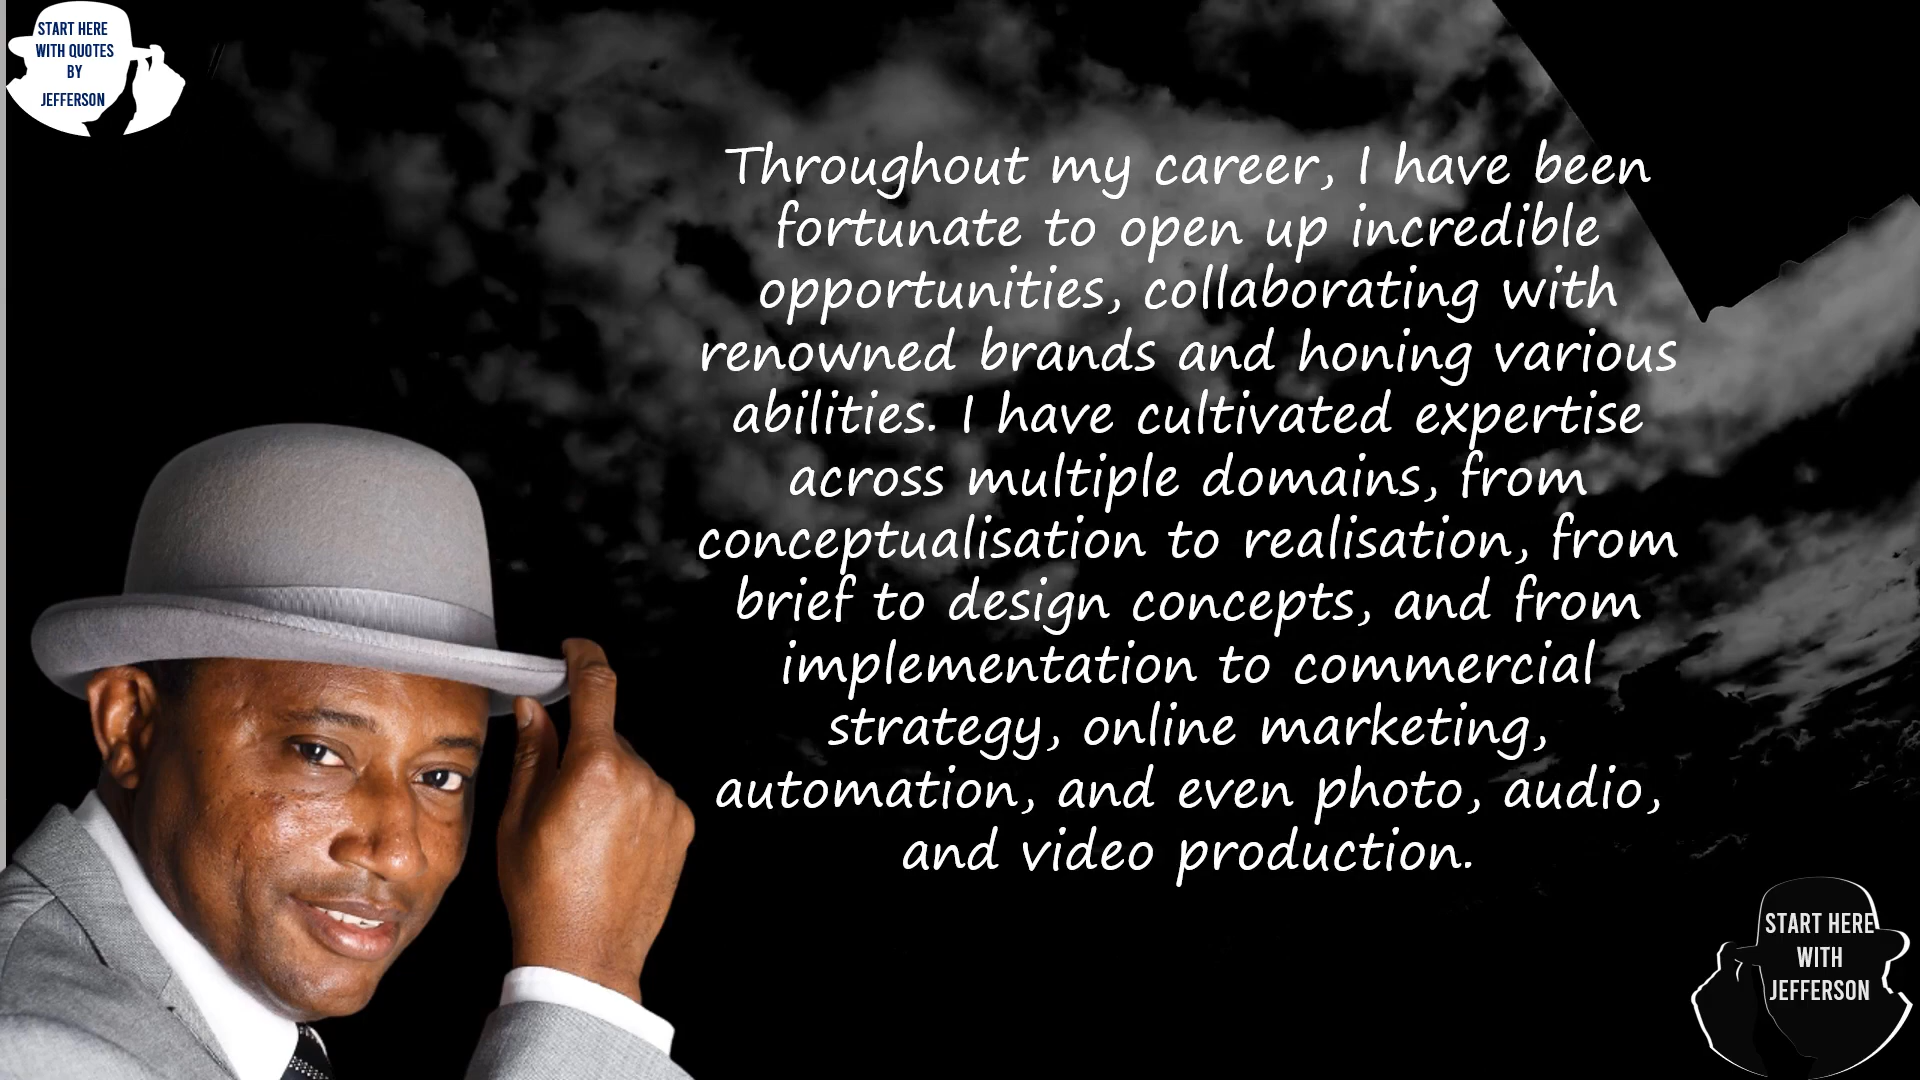 START HERE
WITH QUOTES
BY
JEFFERSON
Throughout my career, I have been
fortunate to open up incredible
opportunities, collaborating with
renowned brands and honing various
abilities. I have cultivated expertise
across multiple domains, from
conceptualisation to realisation, from
brief to design concepts, and from
implementation to commercial
strategy, online marketing,
automation, and even photo, audio,
and video production.
START HERE
WITH
JEFFERSON